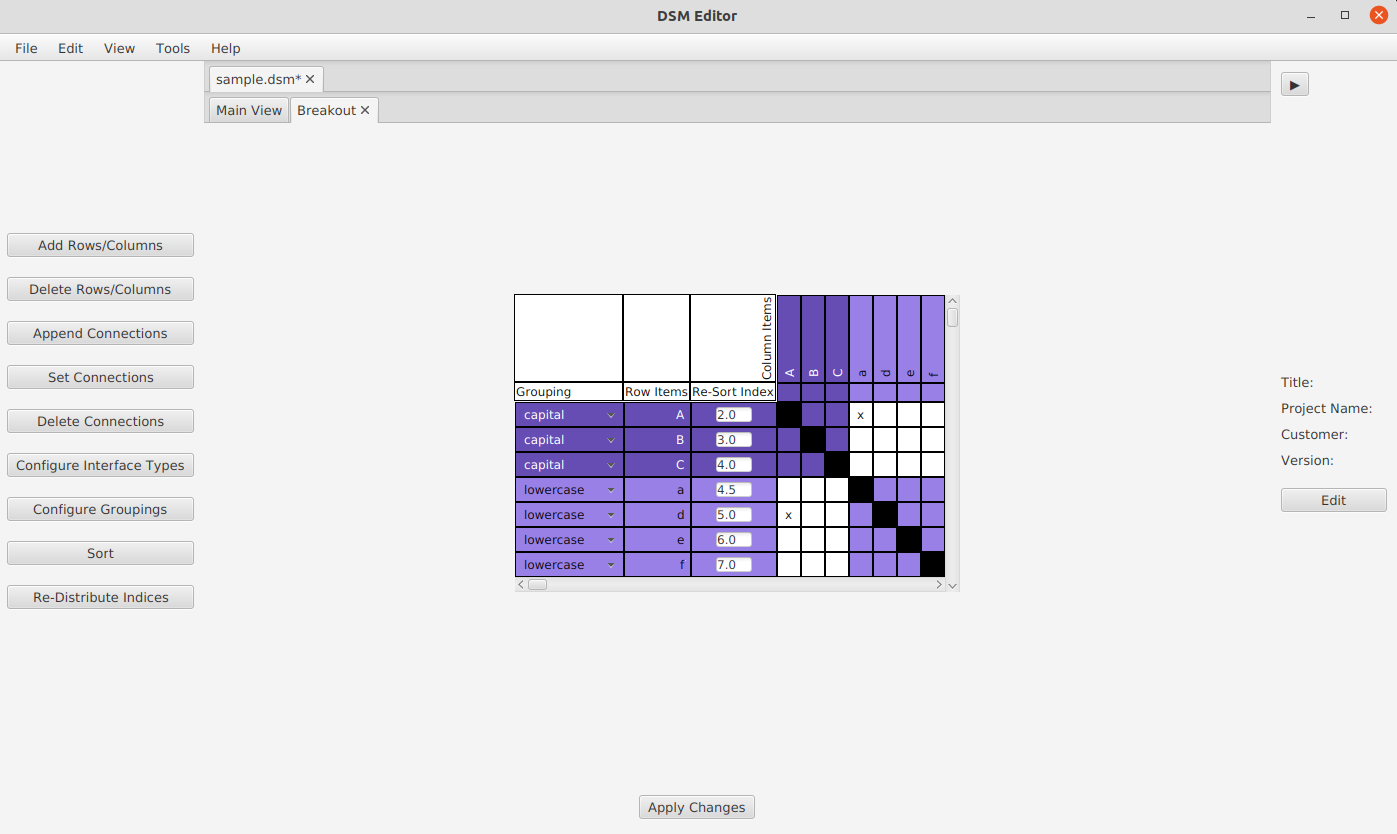 DSM Editor
File Edit View Tools Help
sample.dsm*
Main View Breakout
Add Rows/Columns
Delete Rows/Columns
Append Connections
Set Connections
Delete Connections
Configure Interface Types
Configure Groupings
Sort
Re-Distribute Indices
Column Items
A B C a d e f
Grouping Row Items Re-Sort Index
capital A 2.0 x
capital B 3.0
capital C 4.0
lowercase a 4.5
lowercase d 5.0 x
lowercase e 6.0
lowercase f 7.0
Title:
Project Name:
Customer:
Version:
Edit
Apply Changes